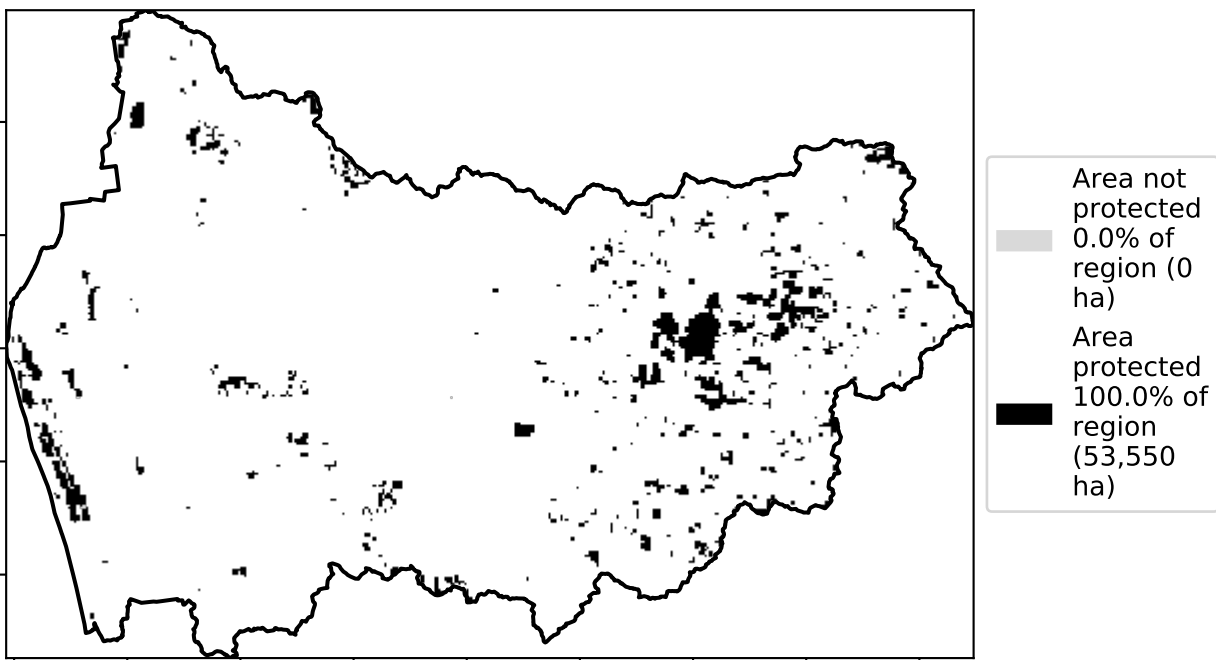 Area not
protected
0.0% of
region (0
ha)
Area
protected
100.0% of
region
(53,550
ha)